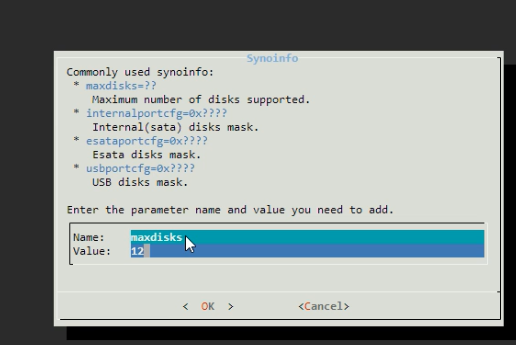 Synoinfo
Commonly used synoinfo:
* maxdisks=??
Maximum number of disks supported.
* internalportcfg=0x????
Internal(sata) disks mask.
* esataportcfg=0x????
Esata disks mask.
* usbportcfg=0x????
USB disks mask.
Enter the parameter name and value you need to add.
Name: maxdisks
Value: 12
< OK > <Cancel>